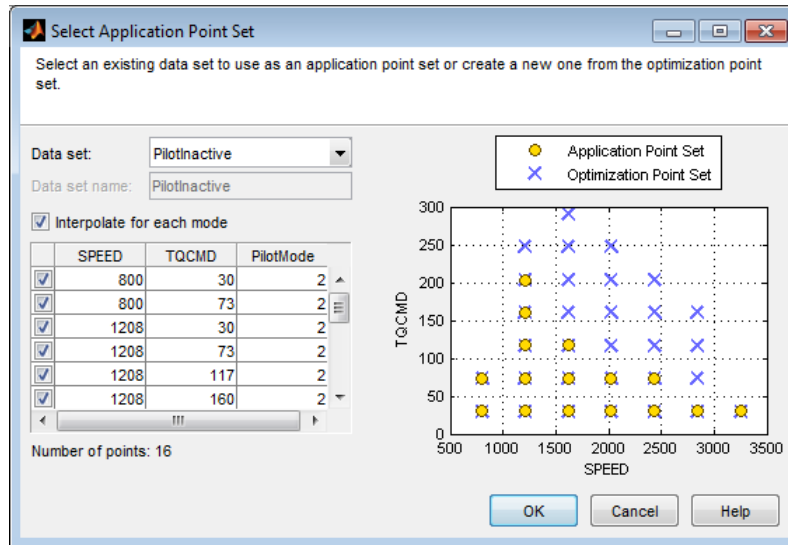 Select Application Point Set
Select an existing data set to use as an application point set or create a new one from the optimization point
set.
Data set: PilotInactive
Data set name: PilotInactive
Interpolate for each mode
SPEED TQCMD PilotMode
800 30 2
800 73 2
1208 30 2
1208 73 2
1208 117 2
1208 160 2
Number of points: 16
Application Point Set
Optimization Point Set
300
250
200
150
100
50
0
TQCMD
500 1000 1500 2000 2500 3000 3500
SPEED
OK Cancel Help